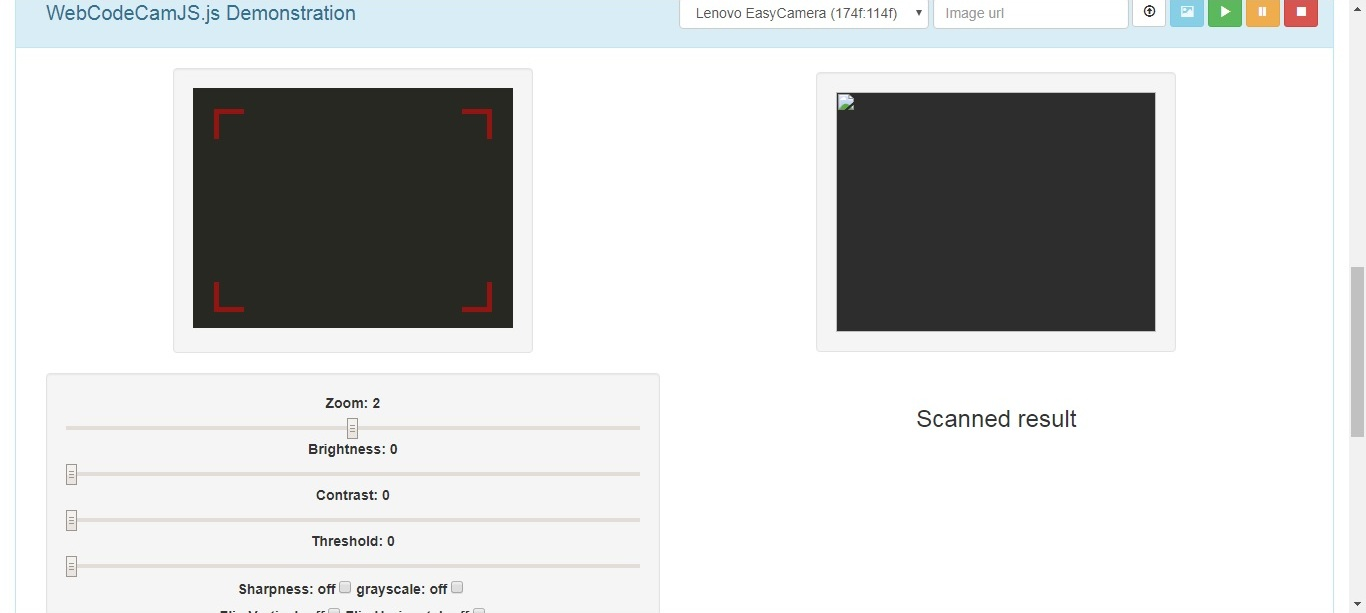 WebCodeCamJS.js Demonstration
Lenovo EasyCamera (174f:114f)
Image url
Zoom: 2
Brightness: 0
Contrast: 0
Threshold: 0
Scanned result
Sharpness: off grayscale: off